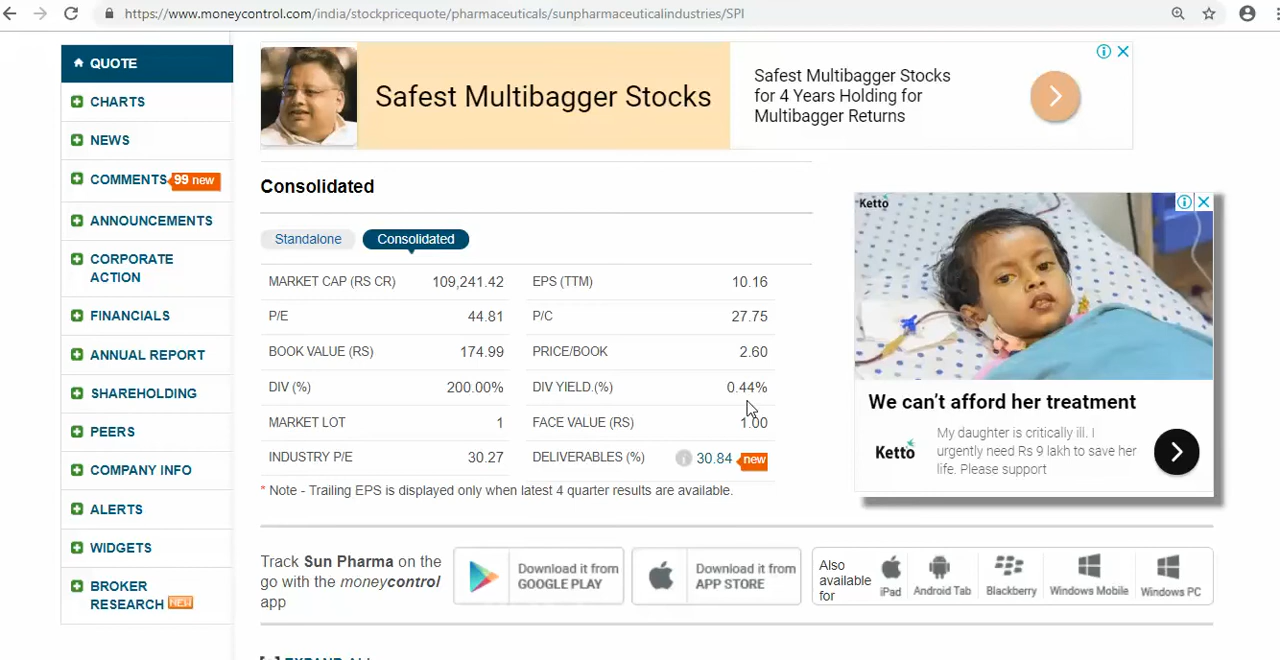 https://www.moneycontrol.com/india/stockpricequote/pharmaceuticals/sunpharmaceuticalindustries/SPI
QUOTE
CHARTS
NEWS
COMMENTS 99 new
ANNOUNCEMENTS
CORPORATE
ACTION
FINANCIALS
ANNUAL REPORT
SHAREHOLDING
PEERS
COMPANY INFO
ALERTS
WIDGETS
BROKER
RESEARCH NEW
Safest Multibagger Stocks
Safest Multibagger Stocks
for 4 Years Holding for
Multibagger Returns
Consolidated
Standalone Consolidated
MARKET CAP (RS CR) 109,241.42 EPS (TTM) 10.16
P/E 44.81 P/C 27.75
BOOK VALUE (RS) 174.99 PRICE/BOOK 2.60
DIV (%) 200.00% DIV YIELD.(%) 0.44%
MARKET LOT 1 FACE VALUE (RS) 1.00
INDUSTRY P/E 30.27 DELIVERABLES (%) 30.84 new
* Note - Trailing EPS is displayed only when latest 4 quarter results are available.
Ketto
We can't afford her treatment
Ketto
My daughter is critically ill. I
urgently need Rs 9 lakh to save her
life. Please support
Track Sun Pharma on the
go with the moneycontrol
app
Download it from
GOOGLE PLAY
Download it from
APP STORE
Also
available
for
iPad Android Tab Blackberry Windows Mobile Windows PC